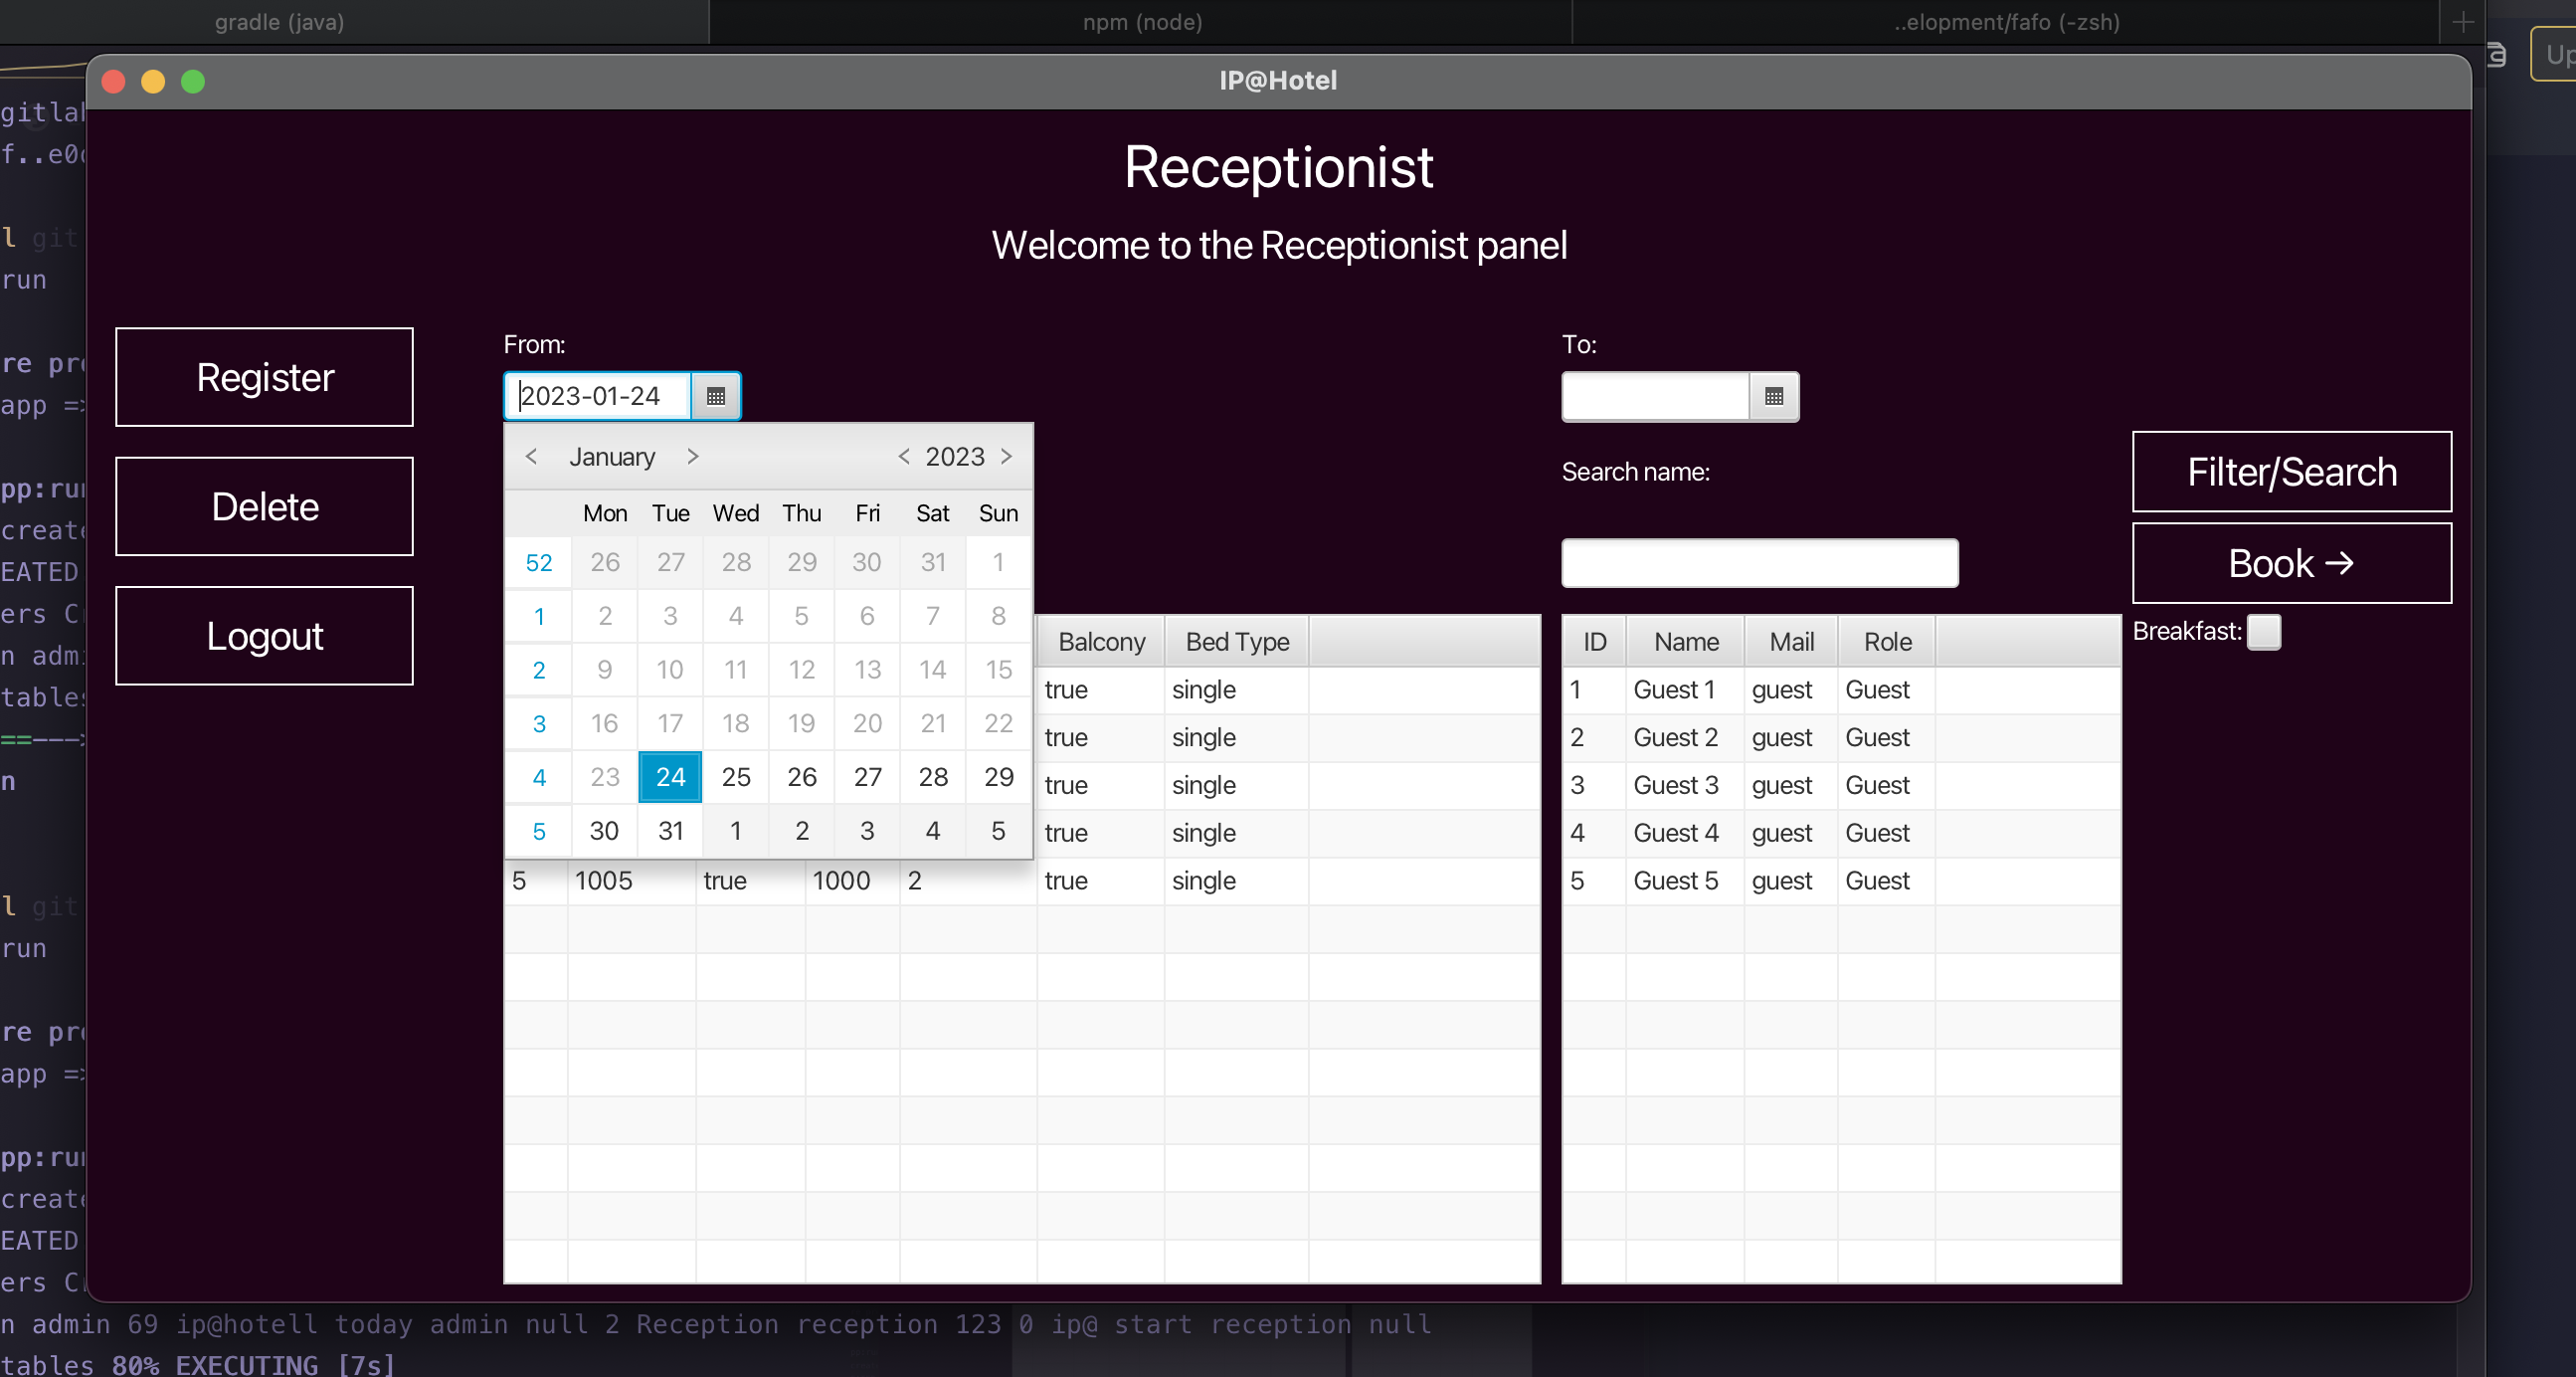 gradle (java)
npm (node)
..elopment/fafo (-zsh)
IP@Hotel
Receptionist
Welcome to the Receptionist panel
Register
Delete
Logout
From:
2023-01-24
< January > < 2023 >
Mon Tue Wed Thu Fri Sat Sun
52 26 27 28 29 30 31 1
1 2 3 4 5 6 7 8
2 9 10 11 12 13 14 15
3 16 17 18 19 20 21 22
4 23 24 25 26 27 28 29
5 30 31 1 2 3 4 5
Balcony Bed Type
true single
true single
true single
true single
5 1005 true 1000 2 true single
To:
Search name:
Filter/Search
Book →
Breakfast:
ID Name Mail Role
1 Guest 1 guest Guest
2 Guest 2 guest Guest
3 Guest 3 guest Guest
4 Guest 4 guest Guest
5 Guest 5 guest Guest
f..e0
l git
run
re pr
app =>
pp:ru
create
EATED
ers C
n adm
tables
==--->
n
l git
run
re pr
app =>
pp:ru
create
EATED
ers C
n admin 69 ip@hotell today admin null 2 Reception reception 123 0 ip@ start reception null
tables 80% EXECUTING [7s]